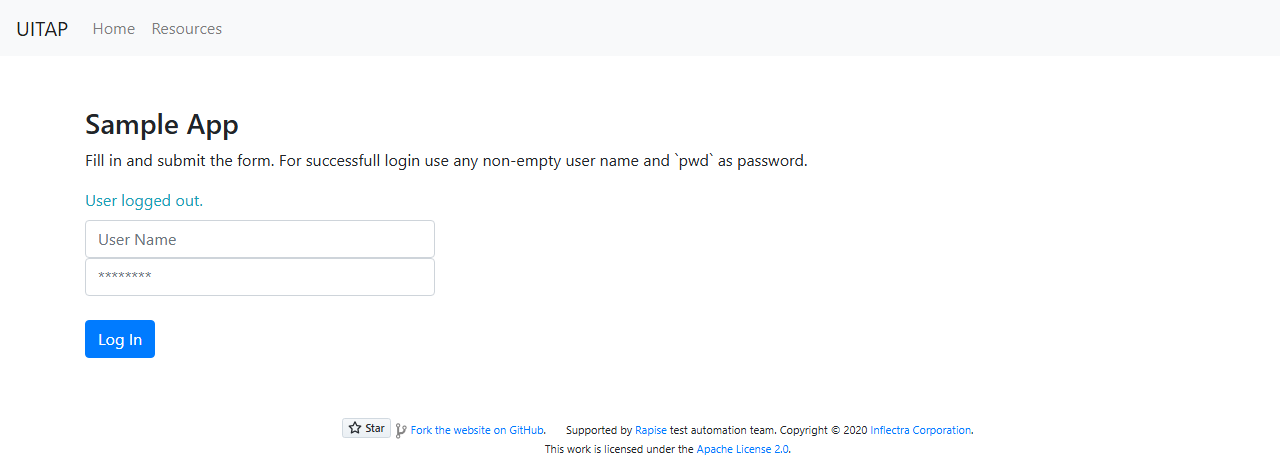 UITAP Home Resources
Sample App
Fill in and submit the form. For successfull login use any non-empty user name and `pwd` as password.
User logged out.
User Name
********
Log In
Star Fork the website on GitHub. Supported by Rapise test automation team. Copyright © 2020 Inflectra Corporation.
This work is licensed under the Apache License 2.0.